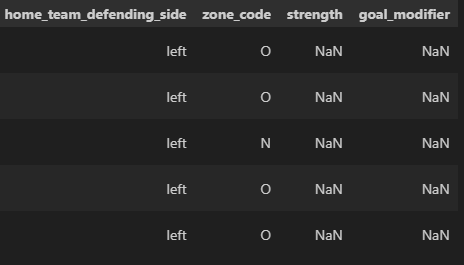 home_team_defending_side zone_code strength goal_modifier
left O NaN NaN
left O NaN NaN
left N NaN NaN
left O NaN NaN
left O NaN NaN